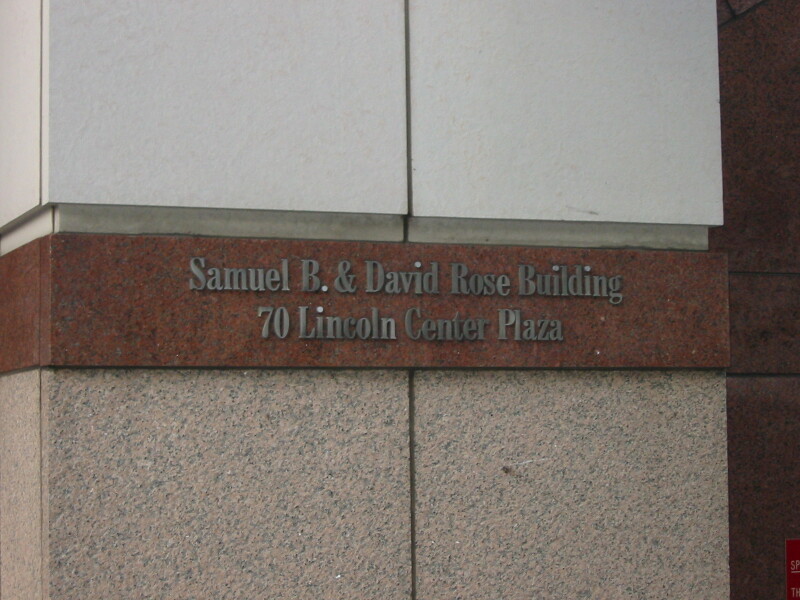 Samuel B. & David Rose Building
70 Lincoln Center Plaza